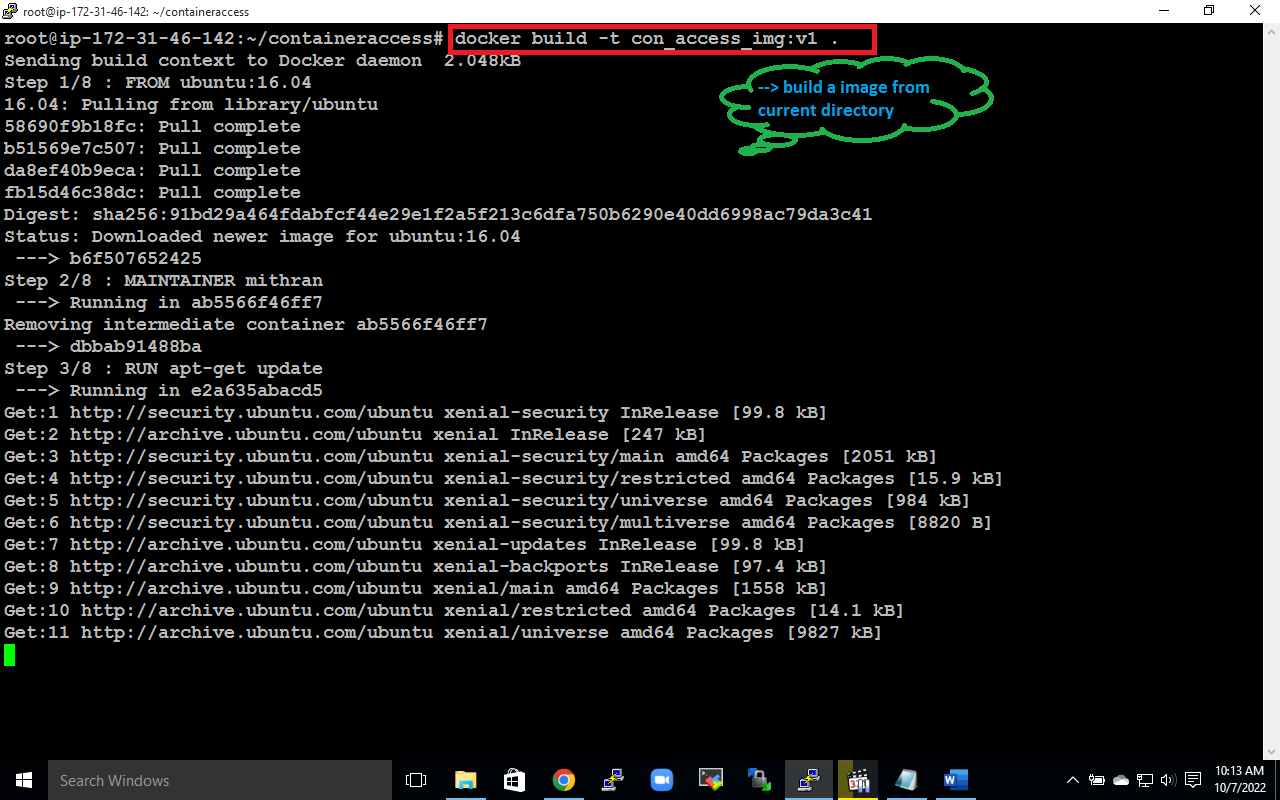 root@ip-172-31-46-142: ~/containeraccess
root@ip-172-31-46-142:~/containeraccess# docker build -t con_access_img:v1 .
Sending build context to Docker daemon  2.048kB
--> build a image from
current directory
Step 1/8 : FROM ubuntu:16.04
16.04: Pulling from library/ubuntu
58690f9b18fc: Pull complete
b51569e7c507: Pull complete
da8ef40b9eca: Pull complete
fb15d46c38dc: Pull complete
Digest: sha256:91bd29a464fdabfcf44e29e1f2a5f213c6dfa750b6290e40dd6998ac79da3c41
Status: Downloaded newer image for ubuntu:16.04
 ---> b6f507652425
Step 2/8 : MAINTAINER mithran
 ---> Running in ab5566f46ff7
Removing intermediate container ab5566f46ff7
 ---> dbbab91488ba
Step 3/8 : RUN apt-get update
 ---> Running in e2a635abacd5
Get:1 http://security.ubuntu.com/ubuntu xenial-security InRelease [99.8 kB]
Get:2 http://archive.ubuntu.com/ubuntu xenial InRelease [247 kB]
Get:3 http://security.ubuntu.com/ubuntu xenial-security/main amd64 Packages [2051 kB]
Get:4 http://security.ubuntu.com/ubuntu xenial-security/restricted amd64 Packages [15.9 kB]
Get:5 http://security.ubuntu.com/ubuntu xenial-security/universe amd64 Packages [984 kB]
Get:6 http://security.ubuntu.com/ubuntu xenial-security/multiverse amd64 Packages [8820 B]
Get:7 http://archive.ubuntu.com/ubuntu xenial-updates InRelease [99.8 kB]
Get:8 http://archive.ubuntu.com/ubuntu xenial-backports InRelease [97.4 kB]
Get:9 http://archive.ubuntu.com/ubuntu xenial/main amd64 Packages [1558 kB]
Get:10 http://archive.ubuntu.com/ubuntu xenial/restricted amd64 Packages [14.1 kB]
Get:11 http://archive.ubuntu.com/ubuntu xenial/universe amd64 Packages [9827 kB]
Search Windows
10:13 AM
10/7/2022